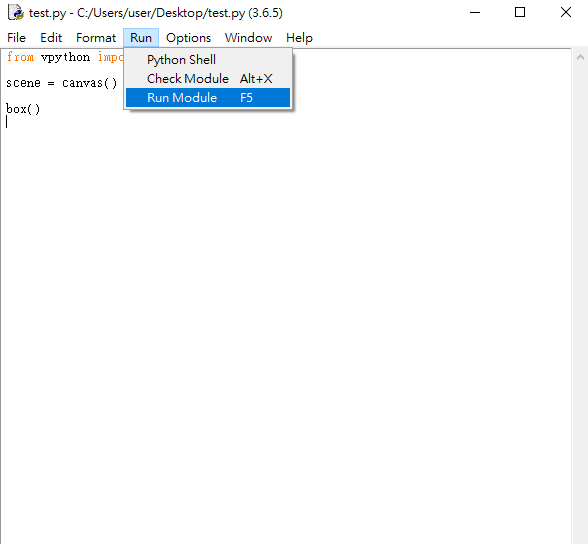 test.py - C:/Users/user/Desktop/test.py (3.6.5)
File Edit Format Run Options Window Help
from vpython impo
Python Shell
scene = canvas()
Check Module Alt+X
Run Module F5
box()